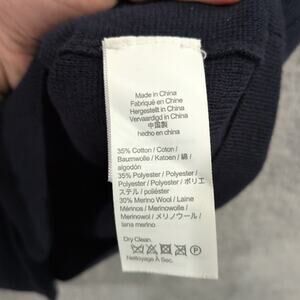 Made in China
Fabriqué en Chine
Hergestellt in China
Vervaardigd in China
中国製
hecho en china
35% Cotton / Coton /
Baumwolle / Katoen / 綿 /
algodón
35% Polyester / Polyester /
Polyester / Polyester / ポリエ
ステル / poliéster
30% Merino Wool / Laine
Mérinos / Merinowolle /
Merinowol / メリノウール /
lana merino
Dry Clean.
Nettoyage À Sec.